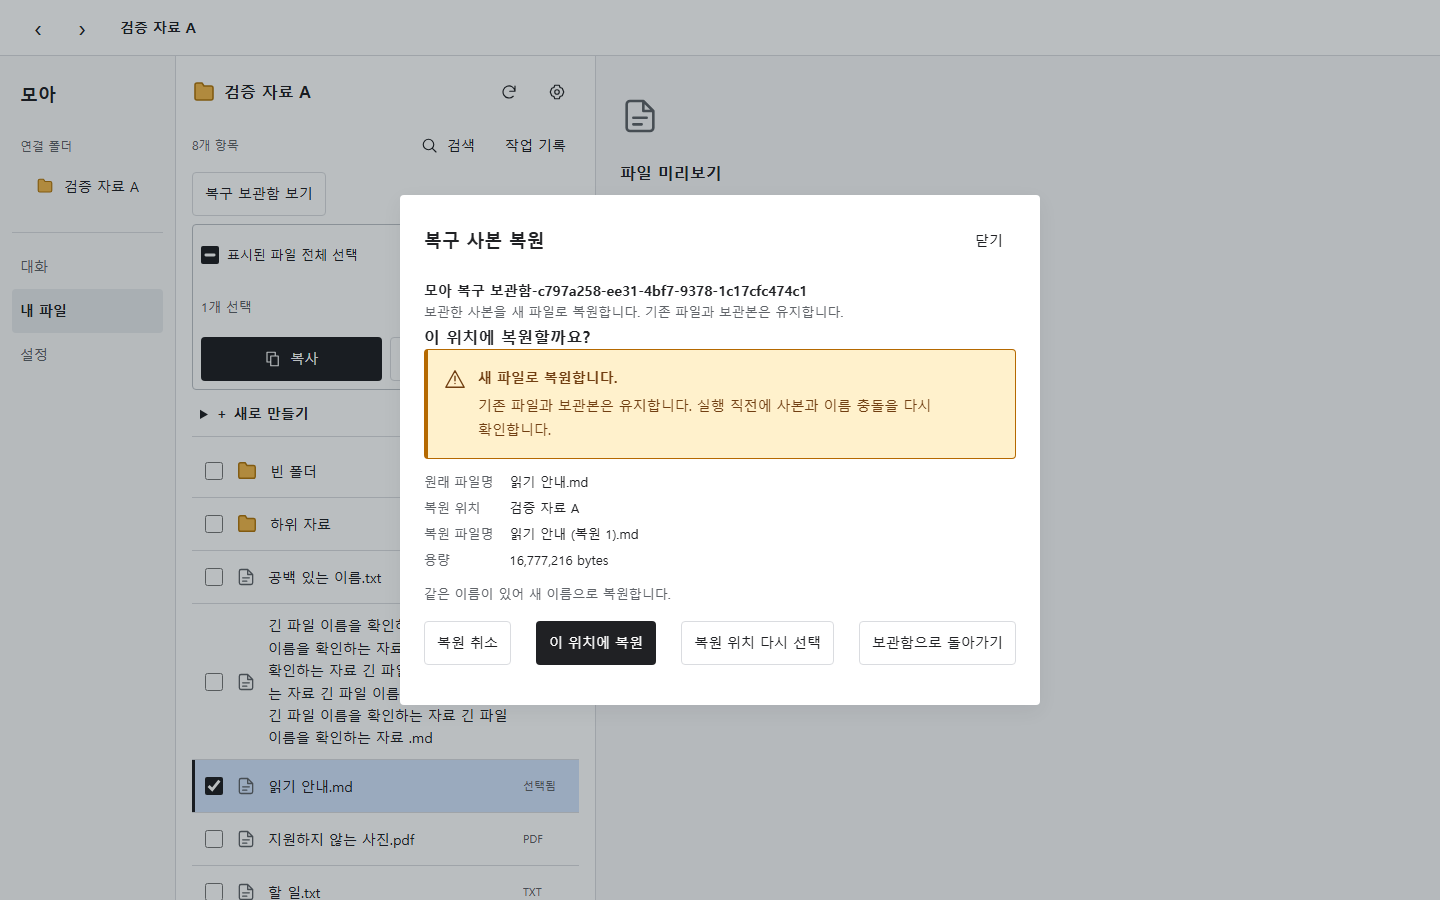 검증 자료 A
모아
연결 폴더
검증 자료 A
대화
내 파일
설정
검증 자료 A
8개 항목
검색
작업 기록
복구 보관함 보기
표시된 파일 전체 선택
1개 선택
복사
+ 새로 만들기
빈 폴더
하위 자료
공백 있는 이름.txt
긴 파일 이름을 확인하
이름을 확인하는 자료
확인하는 자료 긴 파일
는 자료 긴 파일 이름
긴 파일 이름을 확인하는 자료 긴 파일
이름을 확인하는 자료 .md
읽기 안내.md
선택됨
지원하지 않는 사진.pdf
PDF
할 일.txt
TXT
파일 미리보기
복구 사본 복원
닫기
모아 복구 보관함-c797a258-ee31-4bf7-9378-1c17cfc474c1
보관한 사본을 새 파일로 복원합니다. 기존 파일과 보관본은 유지합니다.
이 위치에 복원할까요?
새 파일로 복원합니다.
기존 파일과 보관본은 유지합니다. 실행 직전에 사본과 이름 충돌을 다시
확인합니다.
원래 파일명 읽기 안내.md
복원 위치 검증 자료 A
복원 파일명 읽기 안내 (복원 1).md
용량 16,777,216 bytes
같은 이름이 있어 새 이름으로 복원합니다.
복원 취소
이 위치에 복원
복원 위치 다시 선택
보관함으로 돌아가기